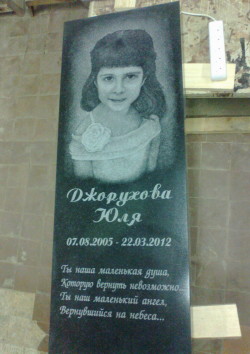 Джорухова
Юля
07.08.2005 - 22.03.2012
Ты наша маленькая душа,
Которую вернуть невозможно...
Ты наш маленький ангел,
Вернувшийся на небеса...